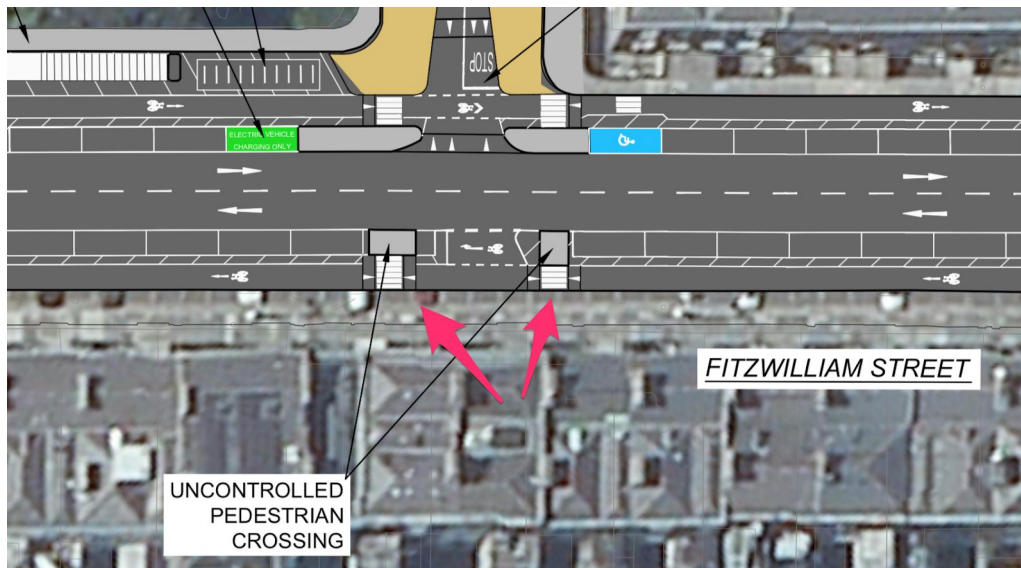 STOP
ELECTRIC VEHICLE
CHARGING ONLY
FITZWILLIAM STREET
UNCONTROLLED
PEDESTRIAN
CROSSING